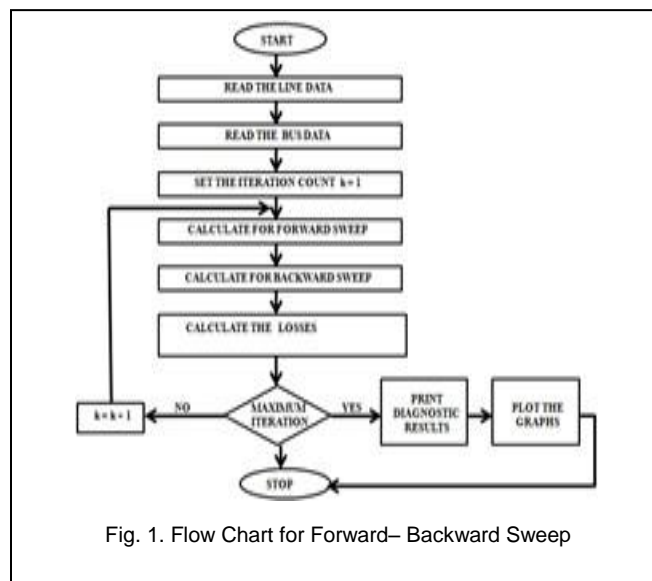 START
READ THE LINE DATA
READ THE BUS DATA
SET THE ITERATION COUNT k = 1
CALCULATE FOR FORWARD SWEEP
CALCULATE FOR BACKWARD SWEEP
CALCULATE THE LOSSES
k = k + 1
NO
MAXIMUM
ITERATION
YES
PRINT
DIAGNOSTIC
RESULTS
PLOT THE
GRAPHS
STOP
Fig. 1. Flow Chart for Forward– Backward Sweep